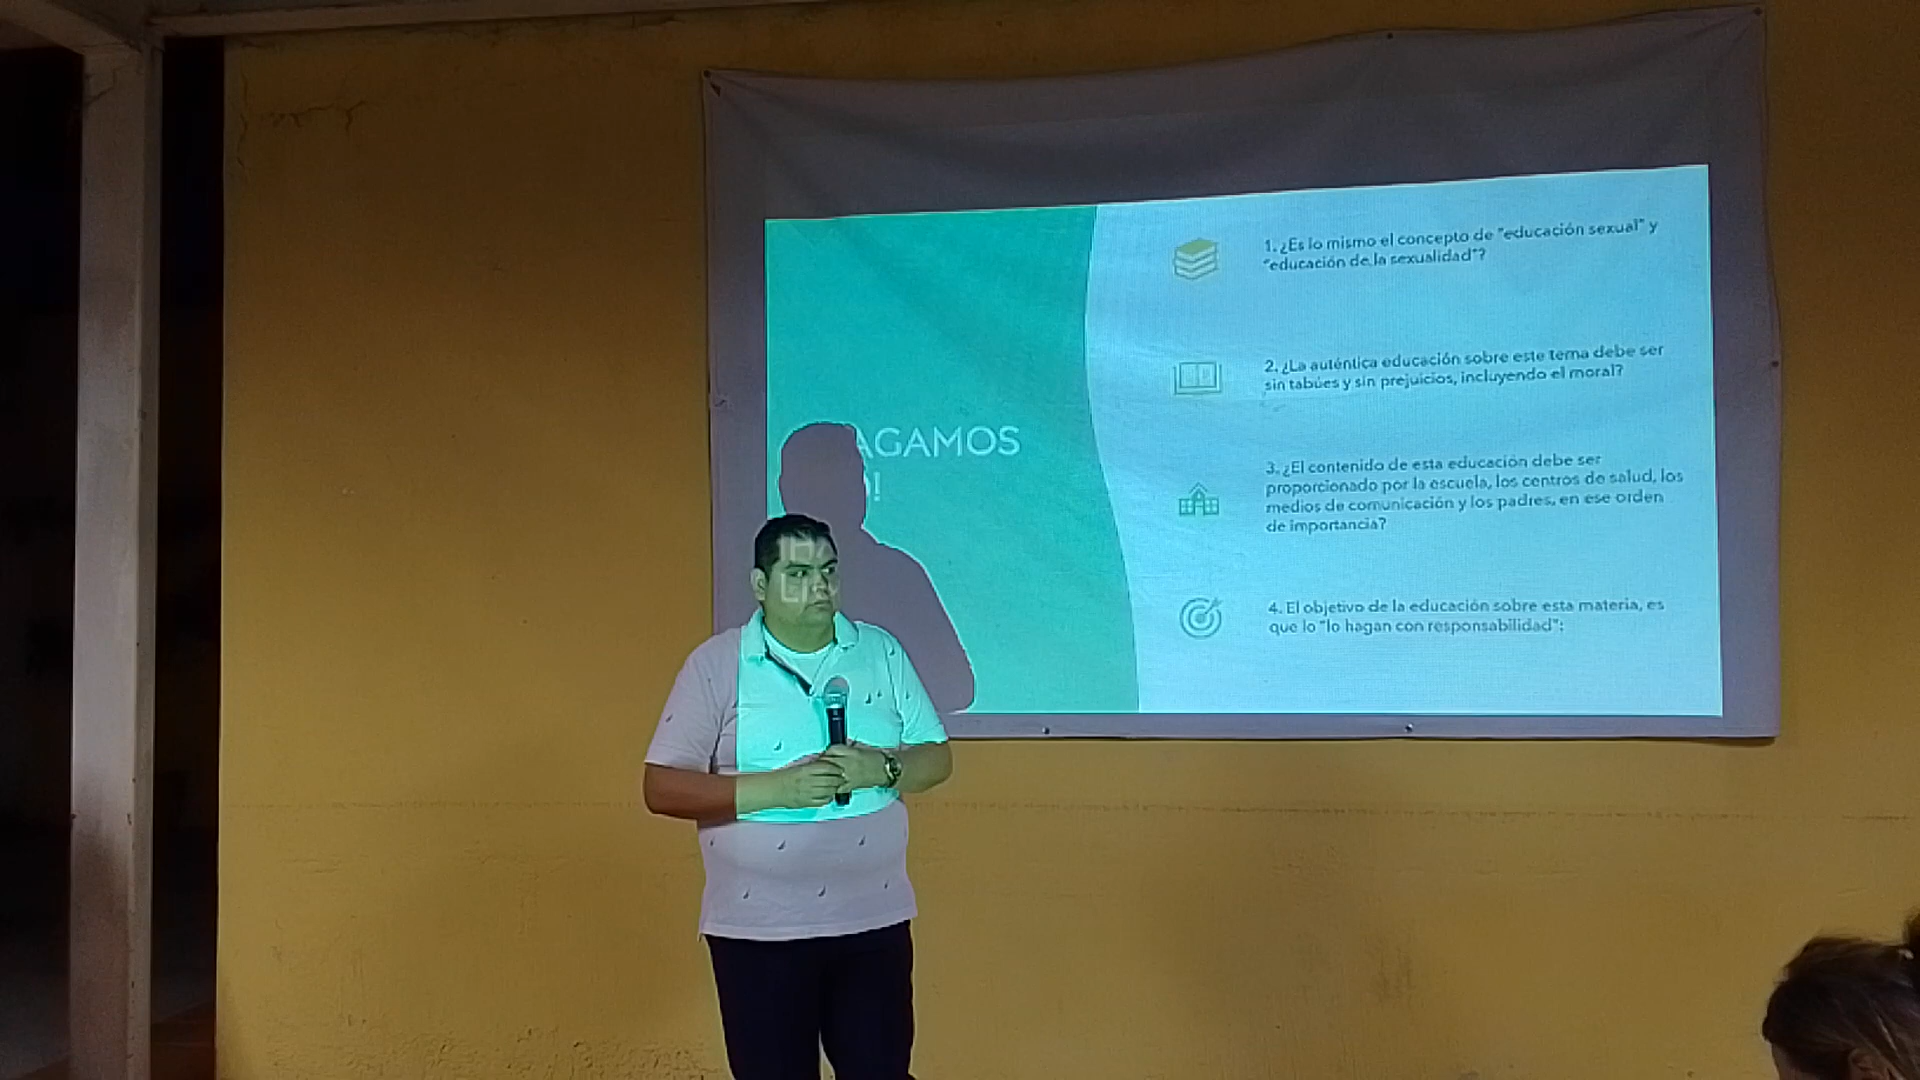 AGAMOS
!
1. ¿Es lo mismo el concepto de "educación sexual" y
"educación de la sexualidad"?
2. ¿La auténtica educación sobre este tema debe ser
sin tabúes y sin prejuicios, incluyendo el moral?
3. ¿El contenido de esta educación debe ser
proporcionado por la escuela, los centros de salud, los
medios de comunicación y los padres, en ese orden
de importancia?
4. El objetivo de la educación sobre esta materia, es
que lo "lo hagan con responsabilidad":